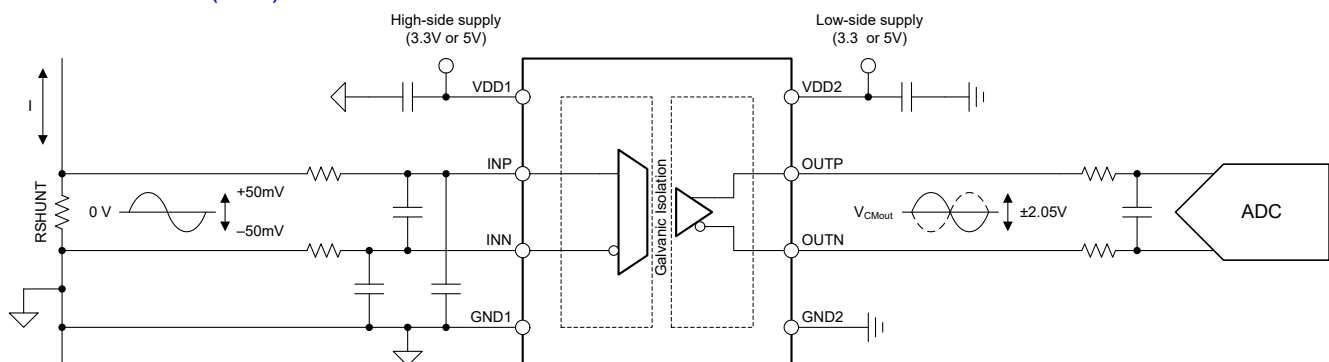 High-side supply
(3.3V or 5V)
Low-side supply
(3.3 or 5V)
VDD1
VDD2
I
INP
OUTP
RSHUNT
0 V
+50mV
–50mV
Galvanic Isolation
VCMout
±2.05V
ADC
INN
OUTN
GND1
GND2